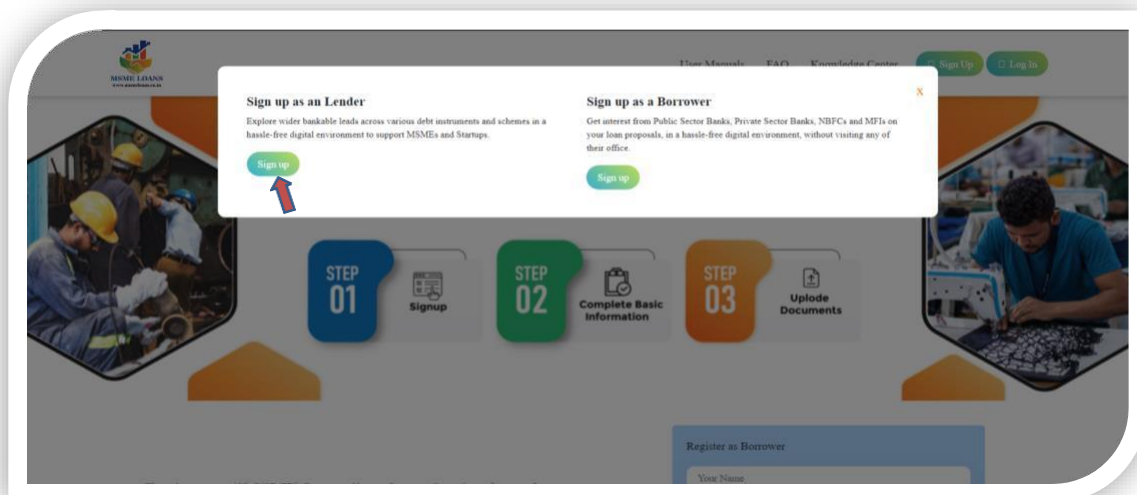 MSME LOANS
www.msmeloans.co.in
User Manuals FAQ Knowledge Center Sign Up Log In
X
Sign up as an Lender
Explore wider bankable leads across various debt instruments and schemes in a
hassle-free digital environment to support MSMEs and Startups.
Sign up
Sign up as a Borrower
Get interest from Public Sector Banks, Private Sector Banks, NBFCs and MFIs on
your loan proposals, in a hassle-free digital environment, without visiting any of
their office.
Sign up
STEP
01
Signup
STEP
02
Complete Basic
Information
STEP
03
Uplode
Documents
Register as Borrower
Your Name